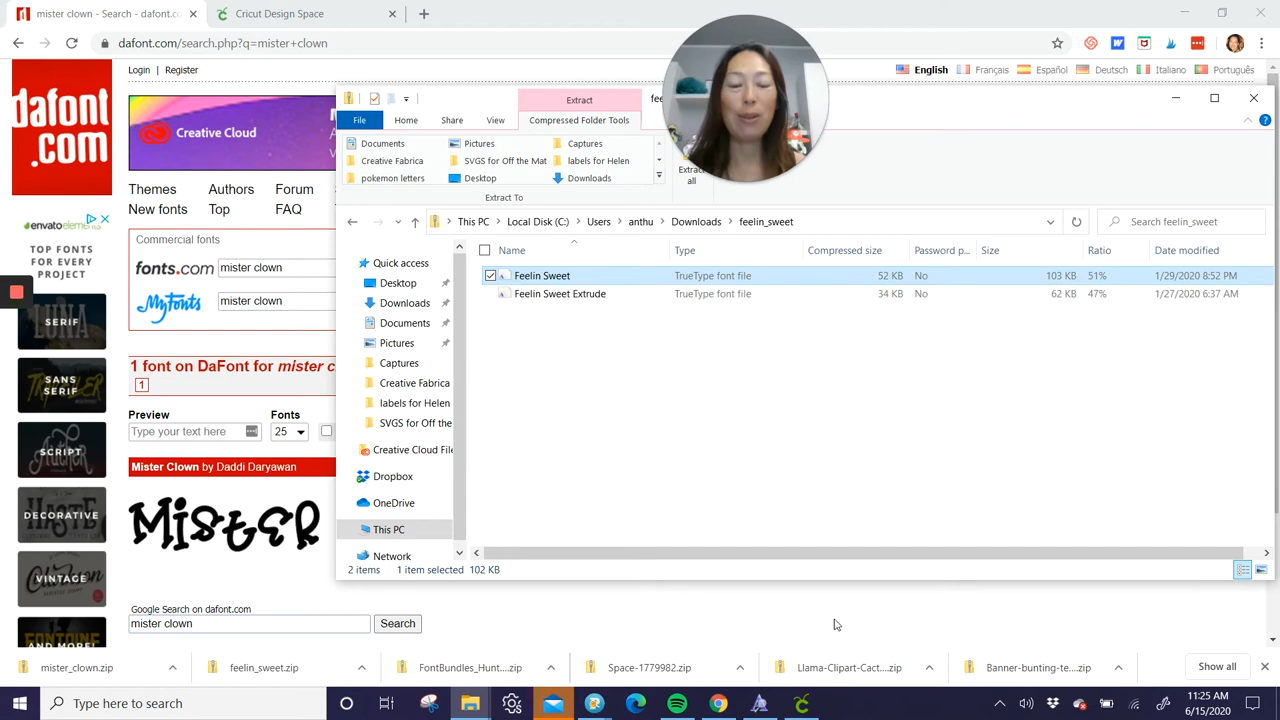 mister clown - Search - dafont.c
Cricut Design Space
dafont.com/search.php?q=mister+clown
Login | Register
English
Français
Español
Deutsch
Italiano
Português
dafont
.com
Creative Cloud
Themes
Authors
Forum
New fonts
Top
FAQ
TOP FONTS
FOR EVERY
PROJECT
Commercial fonts
fonts.com
mister clown
MyFonts
mister clown
SERIF
SANS
SERIF
SCRIPT
DECORATIVE
VINTAGE
AND MORE!
1 font on DaFont for mister c
1
Preview
Fonts
Type your text here
25
Mister Clown by Daddi Daryawan
Mister
Google Search on dafont.com
mister clown
Search
Extract
File
Home
Share
View
Compressed Folder Tools
Documents
Pictures
Captures
Creative Fabrica
SVGS for Off the Mat
labels for Helen
pokemon letters
Desktop
Downloads
Extract To
Extract
all
This PC > Local Disk (C:) > Users > anthu > Downloads > feelin_sweet
Search feelin_sweet
Name
Type
Compressed size
Password p...
Size
Ratio
Date modified
Feelin Sweet
TrueType font file
52 KB
No
103 KB
51%
1/29/2020 8:52 PM
Feelin Sweet Extrude
TrueType font file
34 KB
No
62 KB
47%
1/27/2020 6:37 AM
Quick access
Desktop
Downloads
Documents
Pictures
Captures
Creative Fabrica
labels for Helen
SVGS for Off the
Creative Cloud File
Dropbox
OneDrive
This PC
Network
2 items
1 item selected 102 KB
mister_clown.zip
feelin_sweet.zip
FontBundles_Hunt....zip
Space-1779982.zip
Llama-Clipart-Cact....zip
Banner-bunting-te....zip
Show all
Type here to search
11:25 AM
6/15/2020